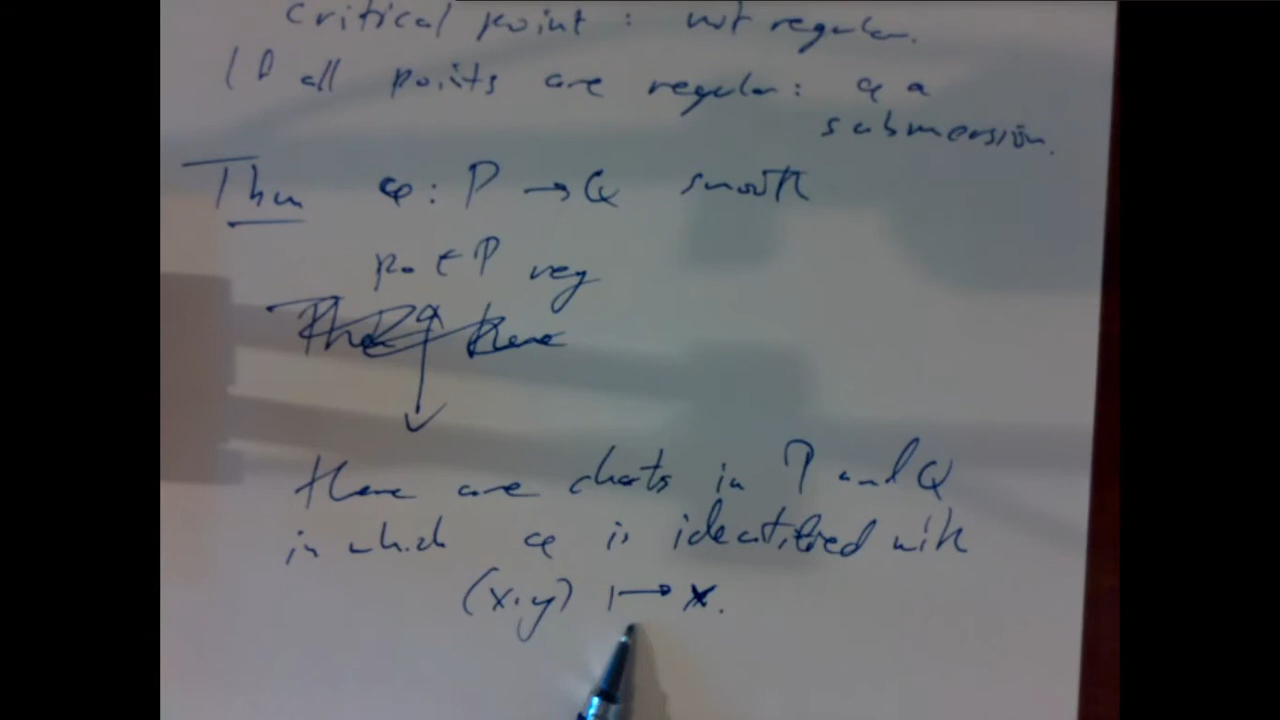 critical point : not regular.
If all points are regular: φ a
submersion.
Thm φ: P → Q smooth
p₀ ∈ P reg
there are charts in P and Q
in which φ is identified with
(x,y) ↦ x.